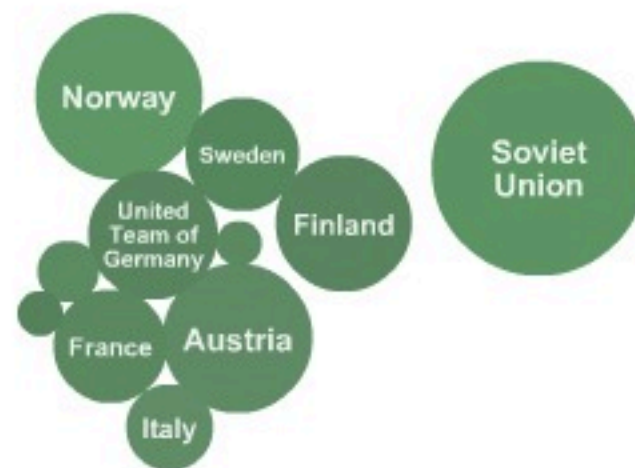 Norway
Sweden
Soviet
Union
United
Team of
Germany
Finland
France
Austria
Italy